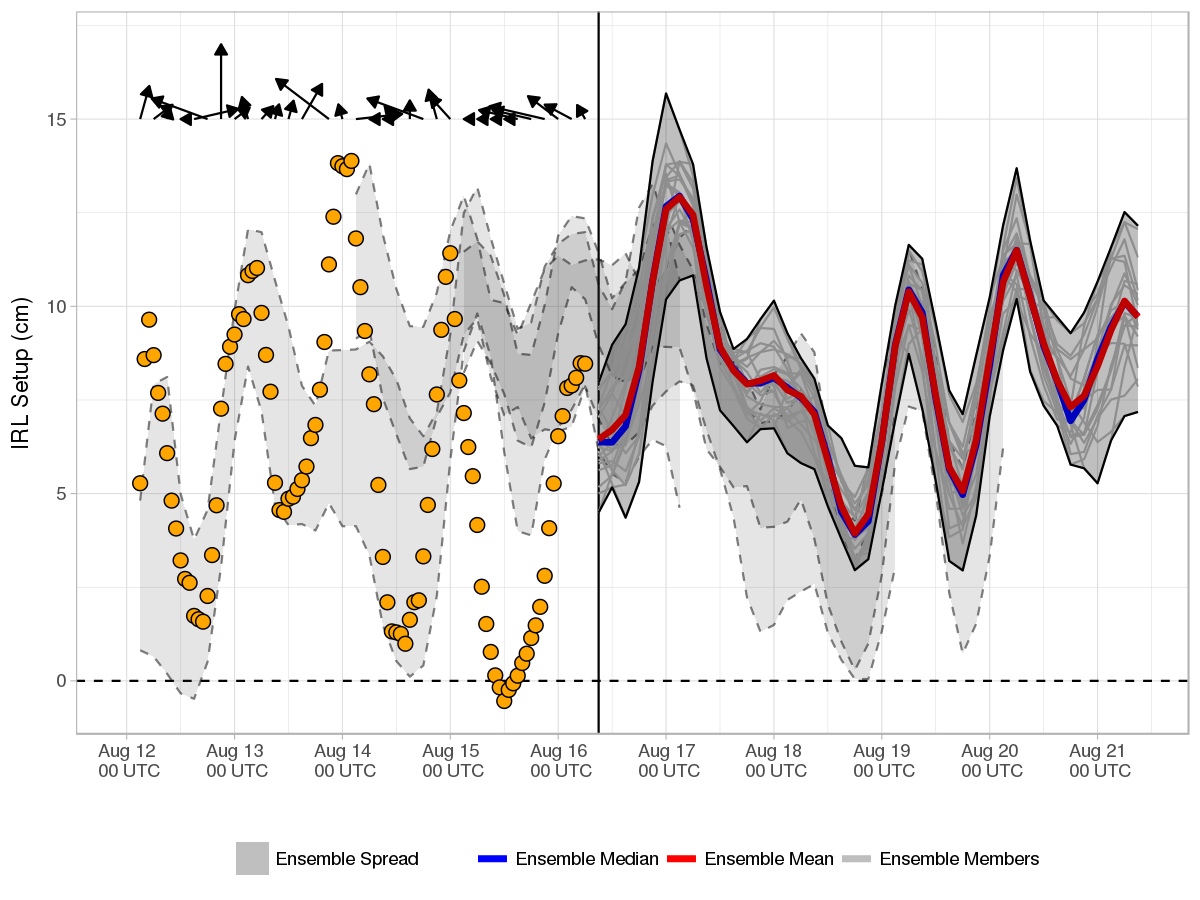 IRL Setup (cm)
15
10
5
0
Aug 12 Aug 13 Aug 14 Aug 15 Aug 16 Aug 17 Aug 18 Aug 19 Aug 20 Aug 21
00 UTC 00 UTC 00 UTC 00 UTC 00 UTC 00 UTC 00 UTC 00 UTC 00 UTC 00 UTC
Ensemble Spread Ensemble Median Ensemble Mean Ensemble Members